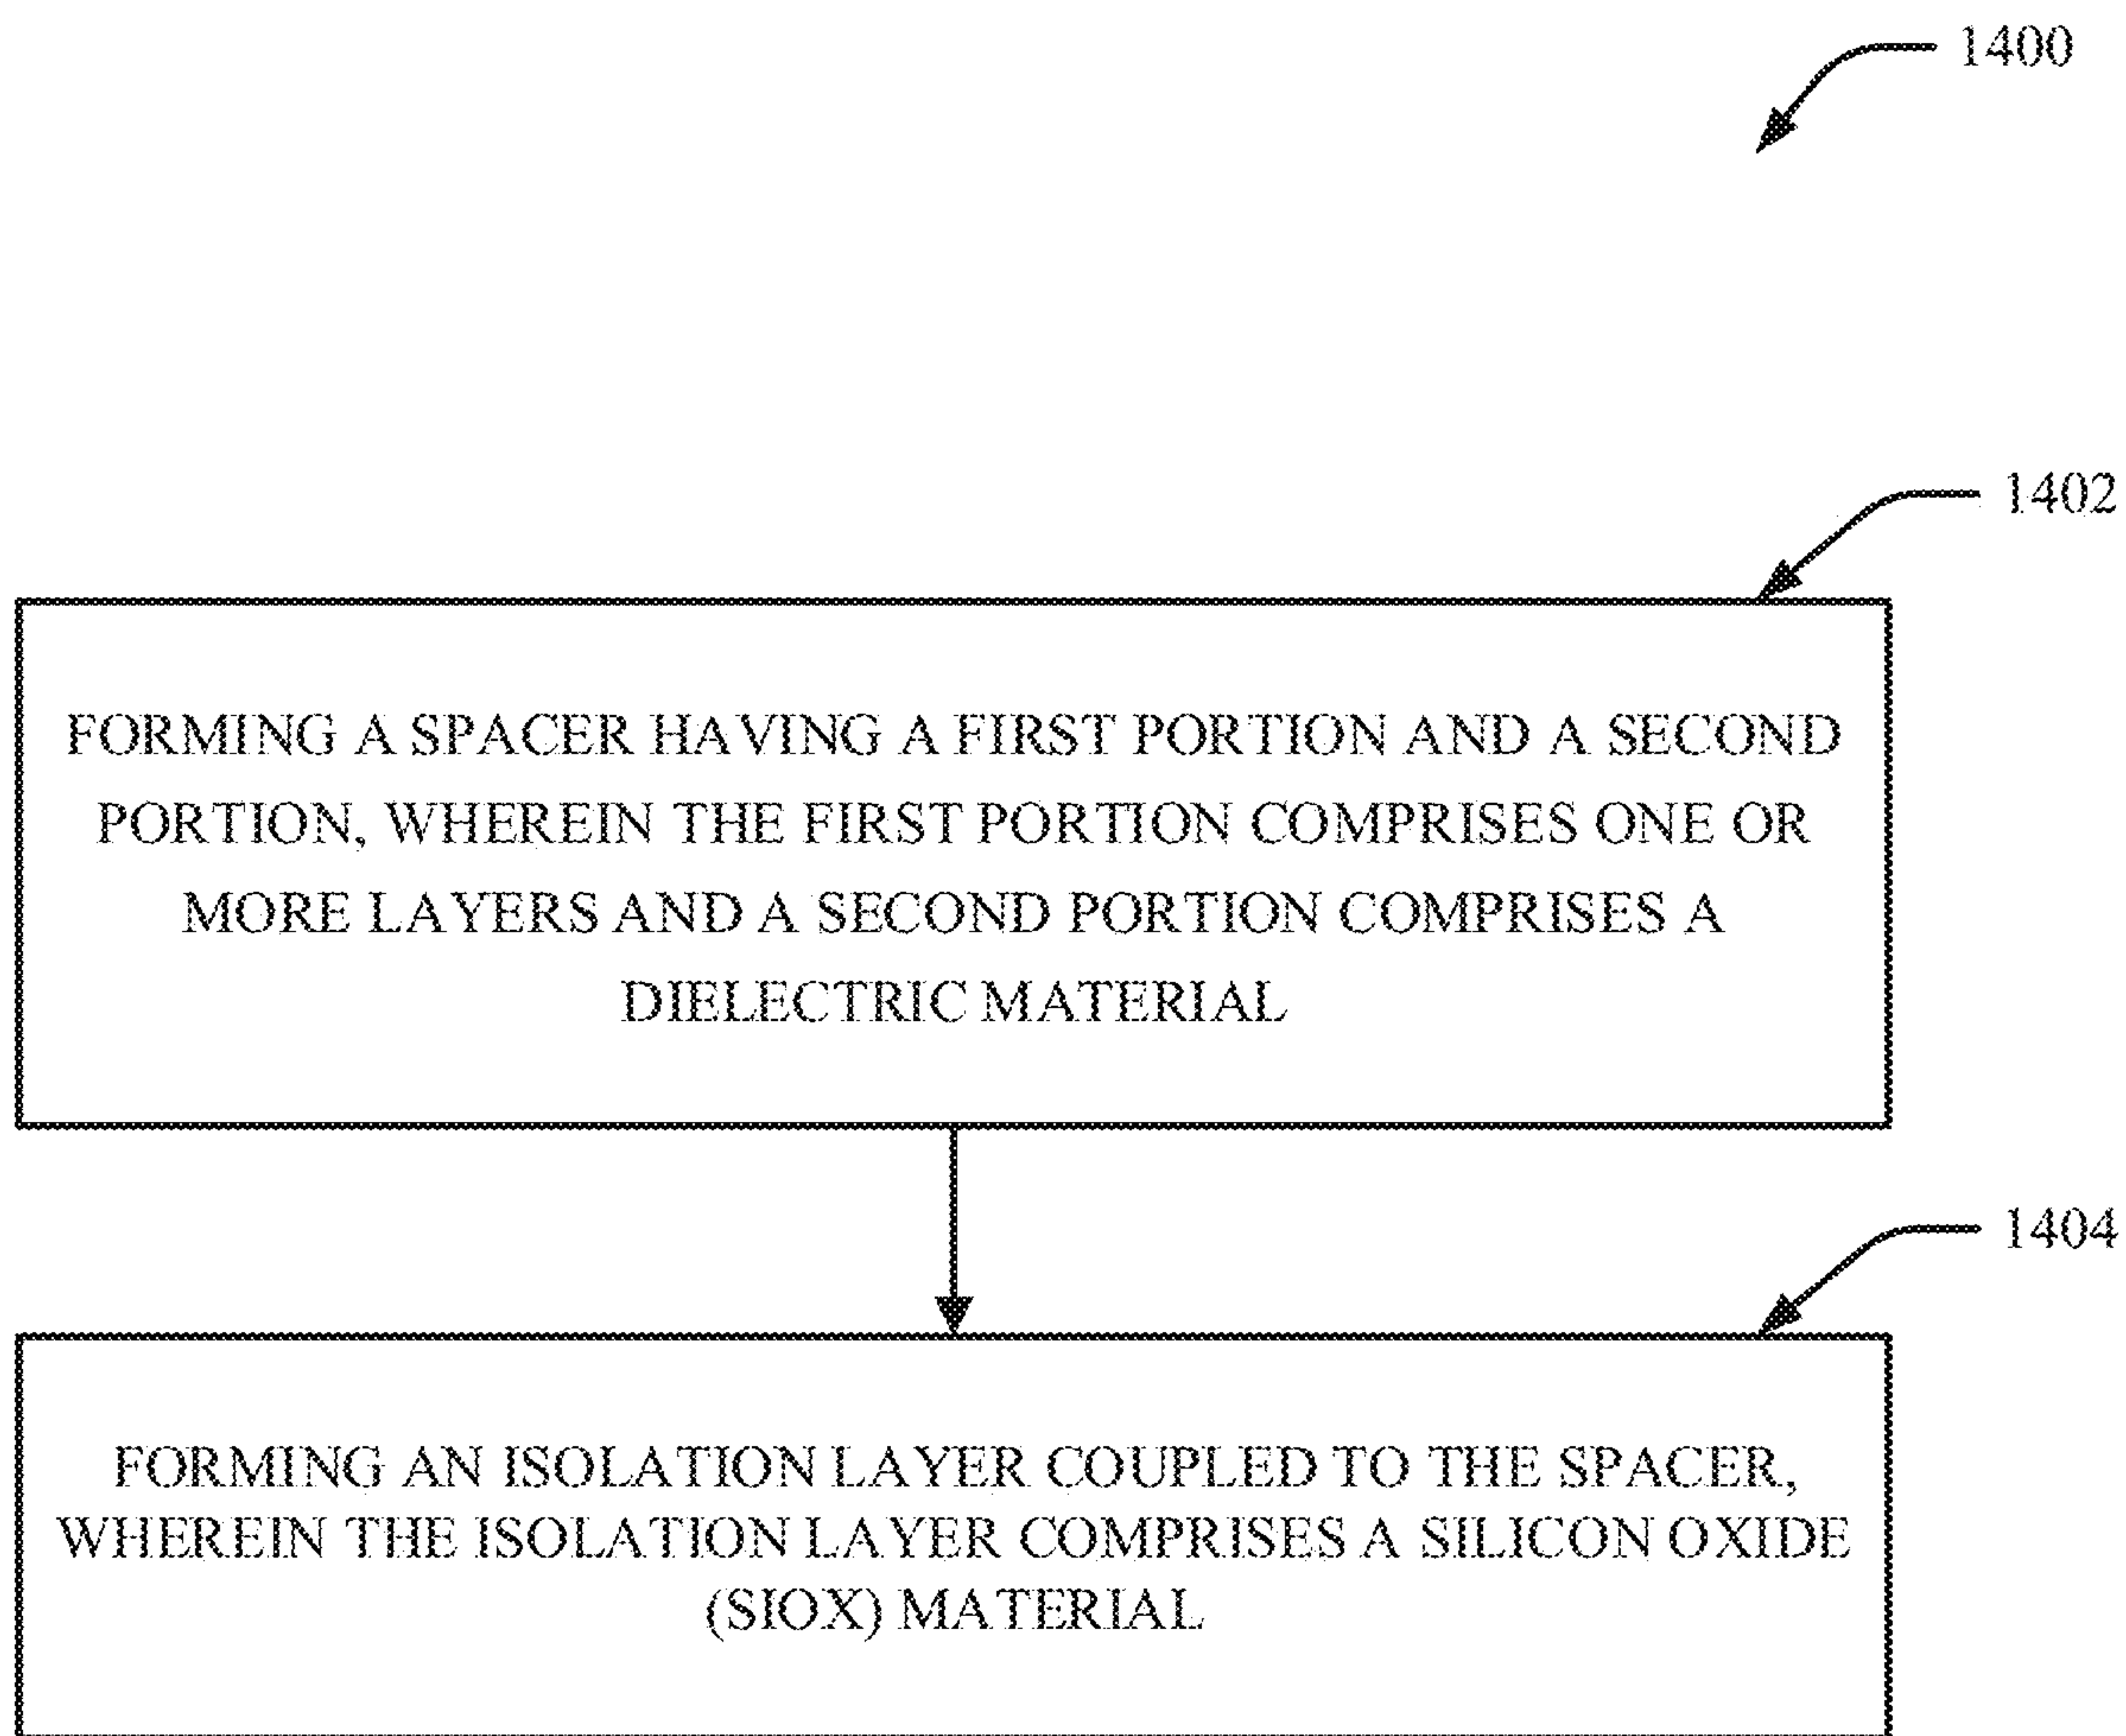 1400
1402
FORMING A SPACER HAVING A FIRST PORTION AND A SECOND
PORTION, WHEREIN THE FIRST PORTION COMPRISES ONE OR
MORE LAYERS AND A SECOND PORTION COMPRISES A
DIELECTRIC MATERIAL
1404
FORMING AN ISOLATION LAYER COUPLED TO THE SPACER,
WHEREIN THE ISOLATION LAYER COMPRISES A SILICON OXIDE
(SIOX) MATERIAL